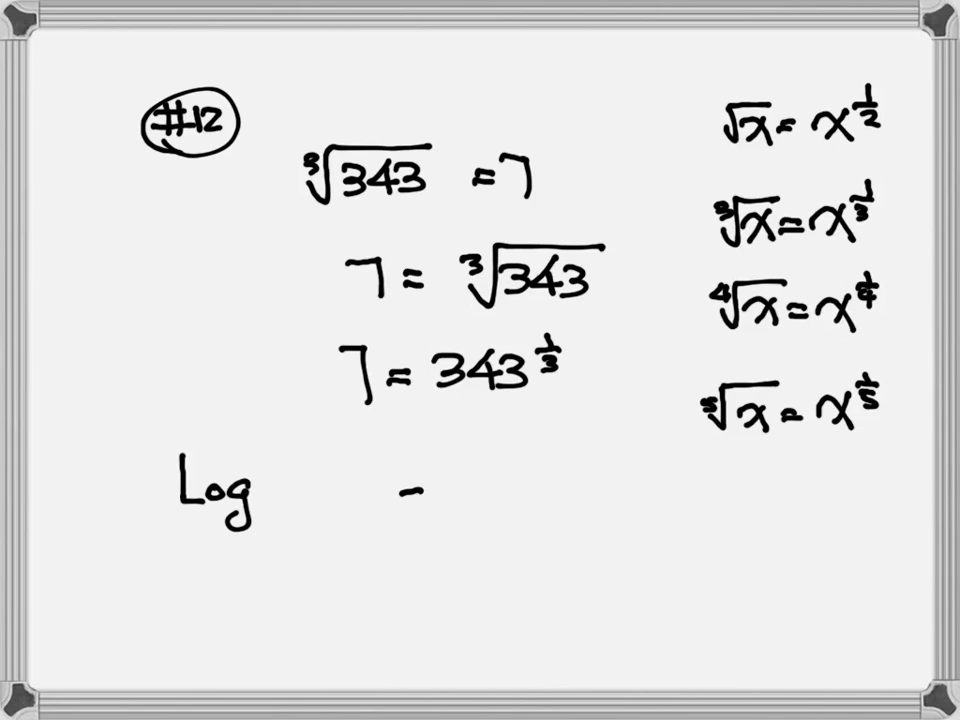 #12
∛343 = 7
7 = ∛343
7 = 343^(1/3)
Log –
√x = x^(1/2)
∛x = x^(1/3)
∜x = x^(1/4)
⁵√x = x^(1/5)